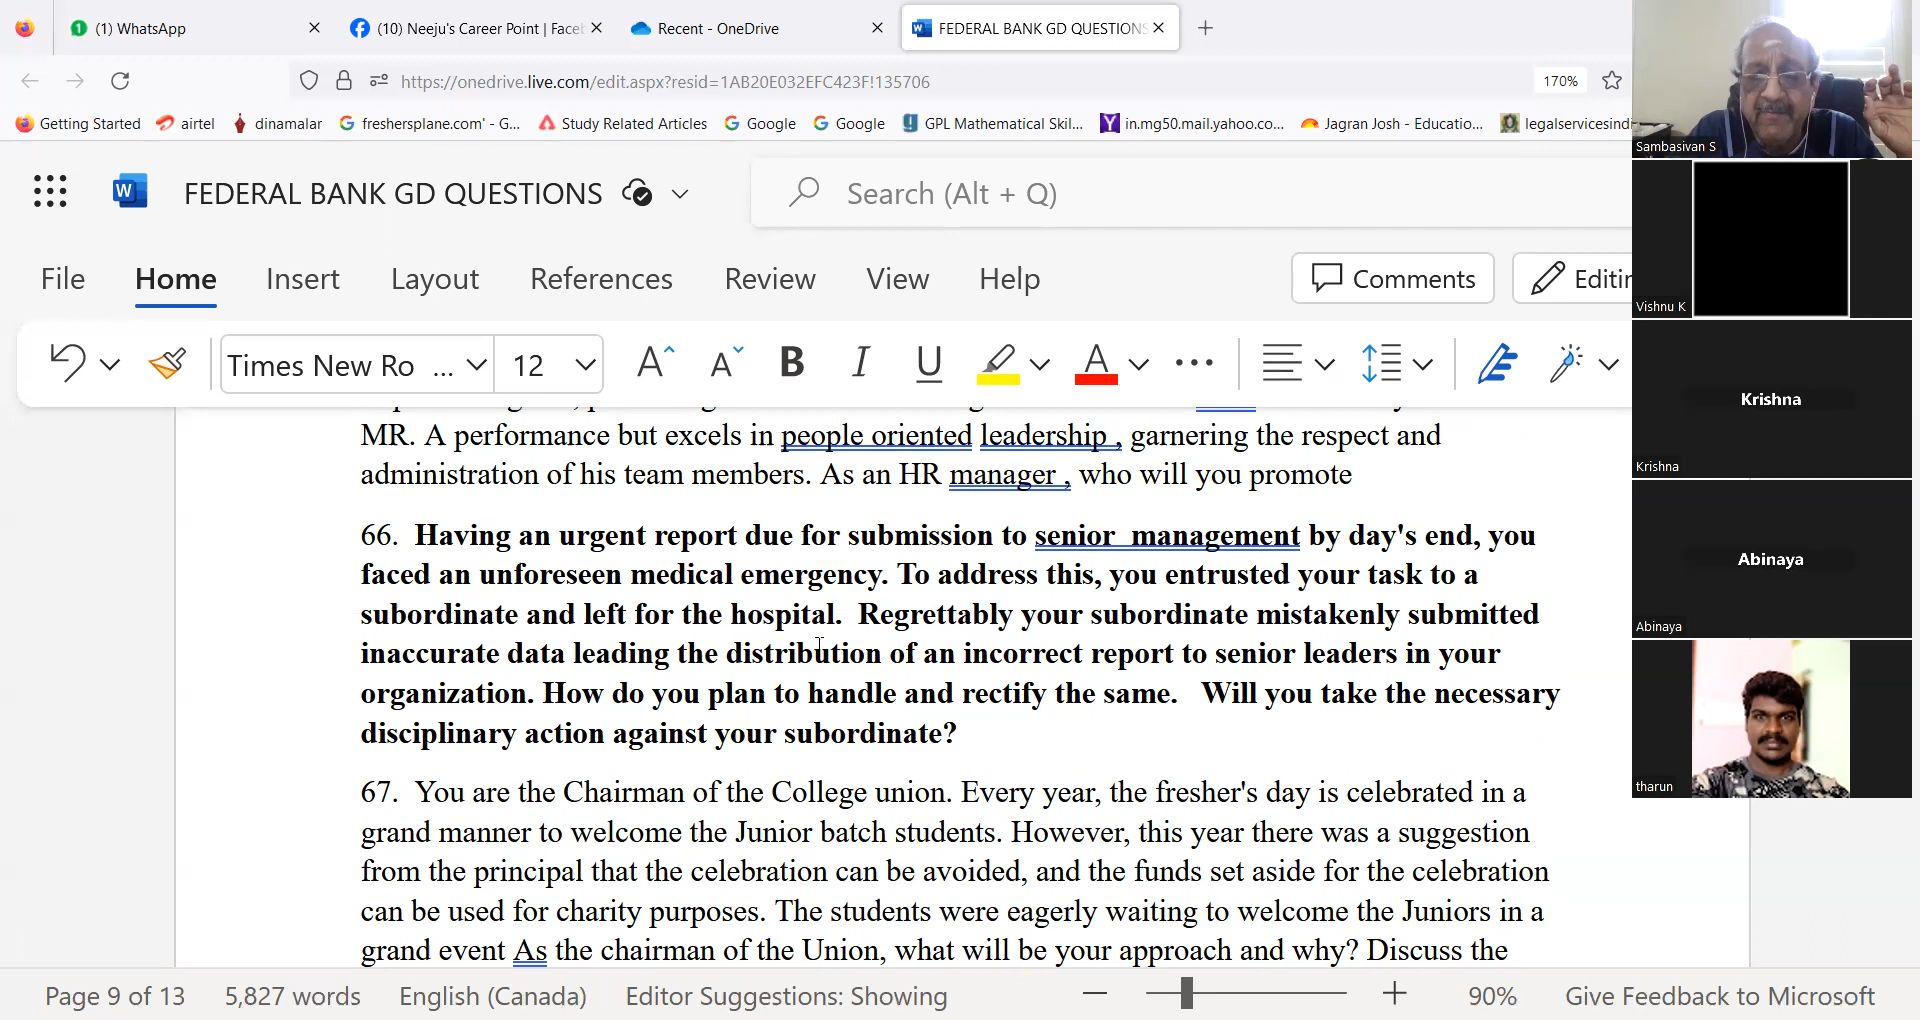 (1) WhatsApp
(10) Neeju's Career Point | Faceb
Recent - OneDrive
FEDERAL BANK GD QUESTIONS
https://onedrive.live.com/edit.aspx?resid=1AB20E032EFC423F!135706
170%
Getting Started
airtel
dinamalar
freshersplane.com' - G...
Study Related Articles
Google
Google
GPL Mathematical Skil...
in.mg50.mail.yahoo.co...
Jagran Josh - Educatio...
legalservicesindi
FEDERAL BANK GD QUESTIONS
Search (Alt + Q)
File Home Insert Layout References Review View Help
Comments
Editin
Times New Ro ...
12
MR. A performance but excels in people oriented leadership , garnering the respect and
administration of his team members. As an HR manager , who will you promote
66. Having an urgent report due for submission to senior management by day's end, you
faced an unforeseen medical emergency. To address this, you entrusted your task to a
subordinate and left for the hospital. Regrettably your subordinate mistakenly submitted
inaccurate data leading the distribution of an incorrect report to senior leaders in your
organization. How do you plan to handle and rectify the same. Will you take the necessary
disciplinary action against your subordinate?
67. You are the Chairman of the College union. Every year, the fresher's day is celebrated in a
grand manner to welcome the Junior batch students. However, this year there was a suggestion
from the principal that the celebration can be avoided, and the funds set aside for the celebration
can be used for charity purposes. The students were eagerly waiting to welcome the Juniors in a
grand event As the chairman of the Union, what will be your approach and why? Discuss the
Page 9 of 13
5,827 words
English (Canada)
Editor Suggestions: Showing
90%
Give Feedback to Microsoft
Sambasivan S
Vishnu K
Krishna
Krishna
Abinaya
Abinaya
tharun